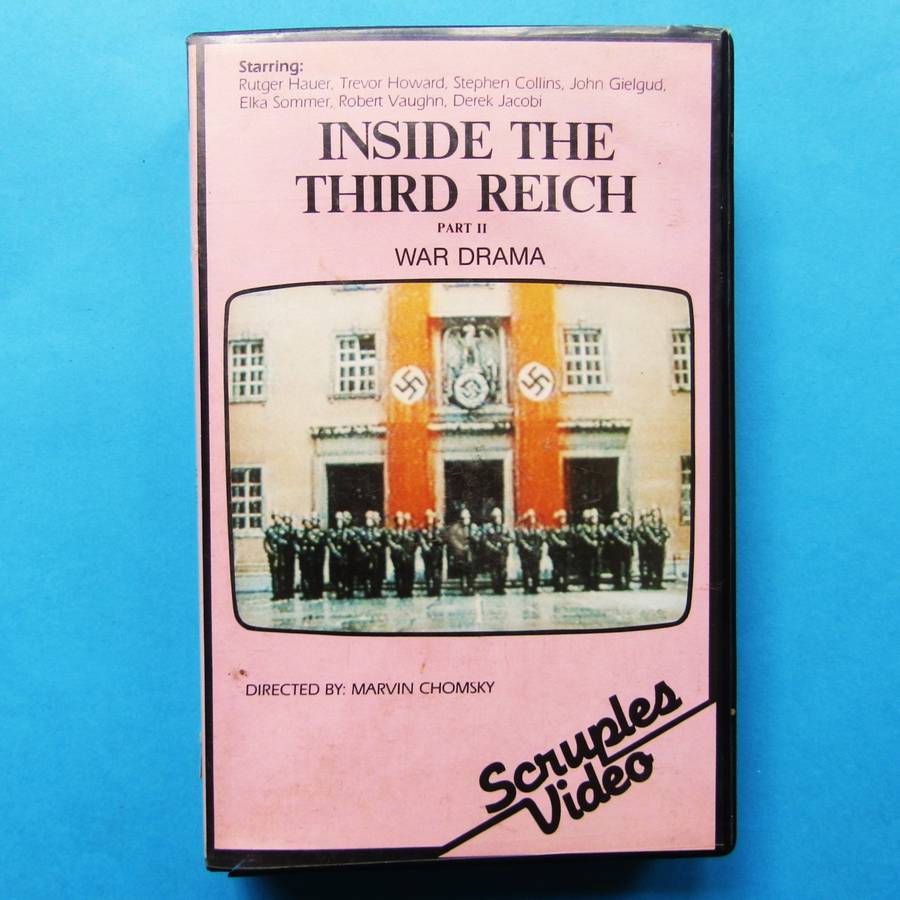 Starring:
Rutger Hauer, Trevor Howard, Stephen Collins, John Gielgud,
Elka Sommer, Robert Vaughn, Derek Jacobi
INSIDE THE
THIRD REICH
PART II
WAR DRAMA
DIRECTED BY: MARVIN CHOMSKY
Scruples
Video